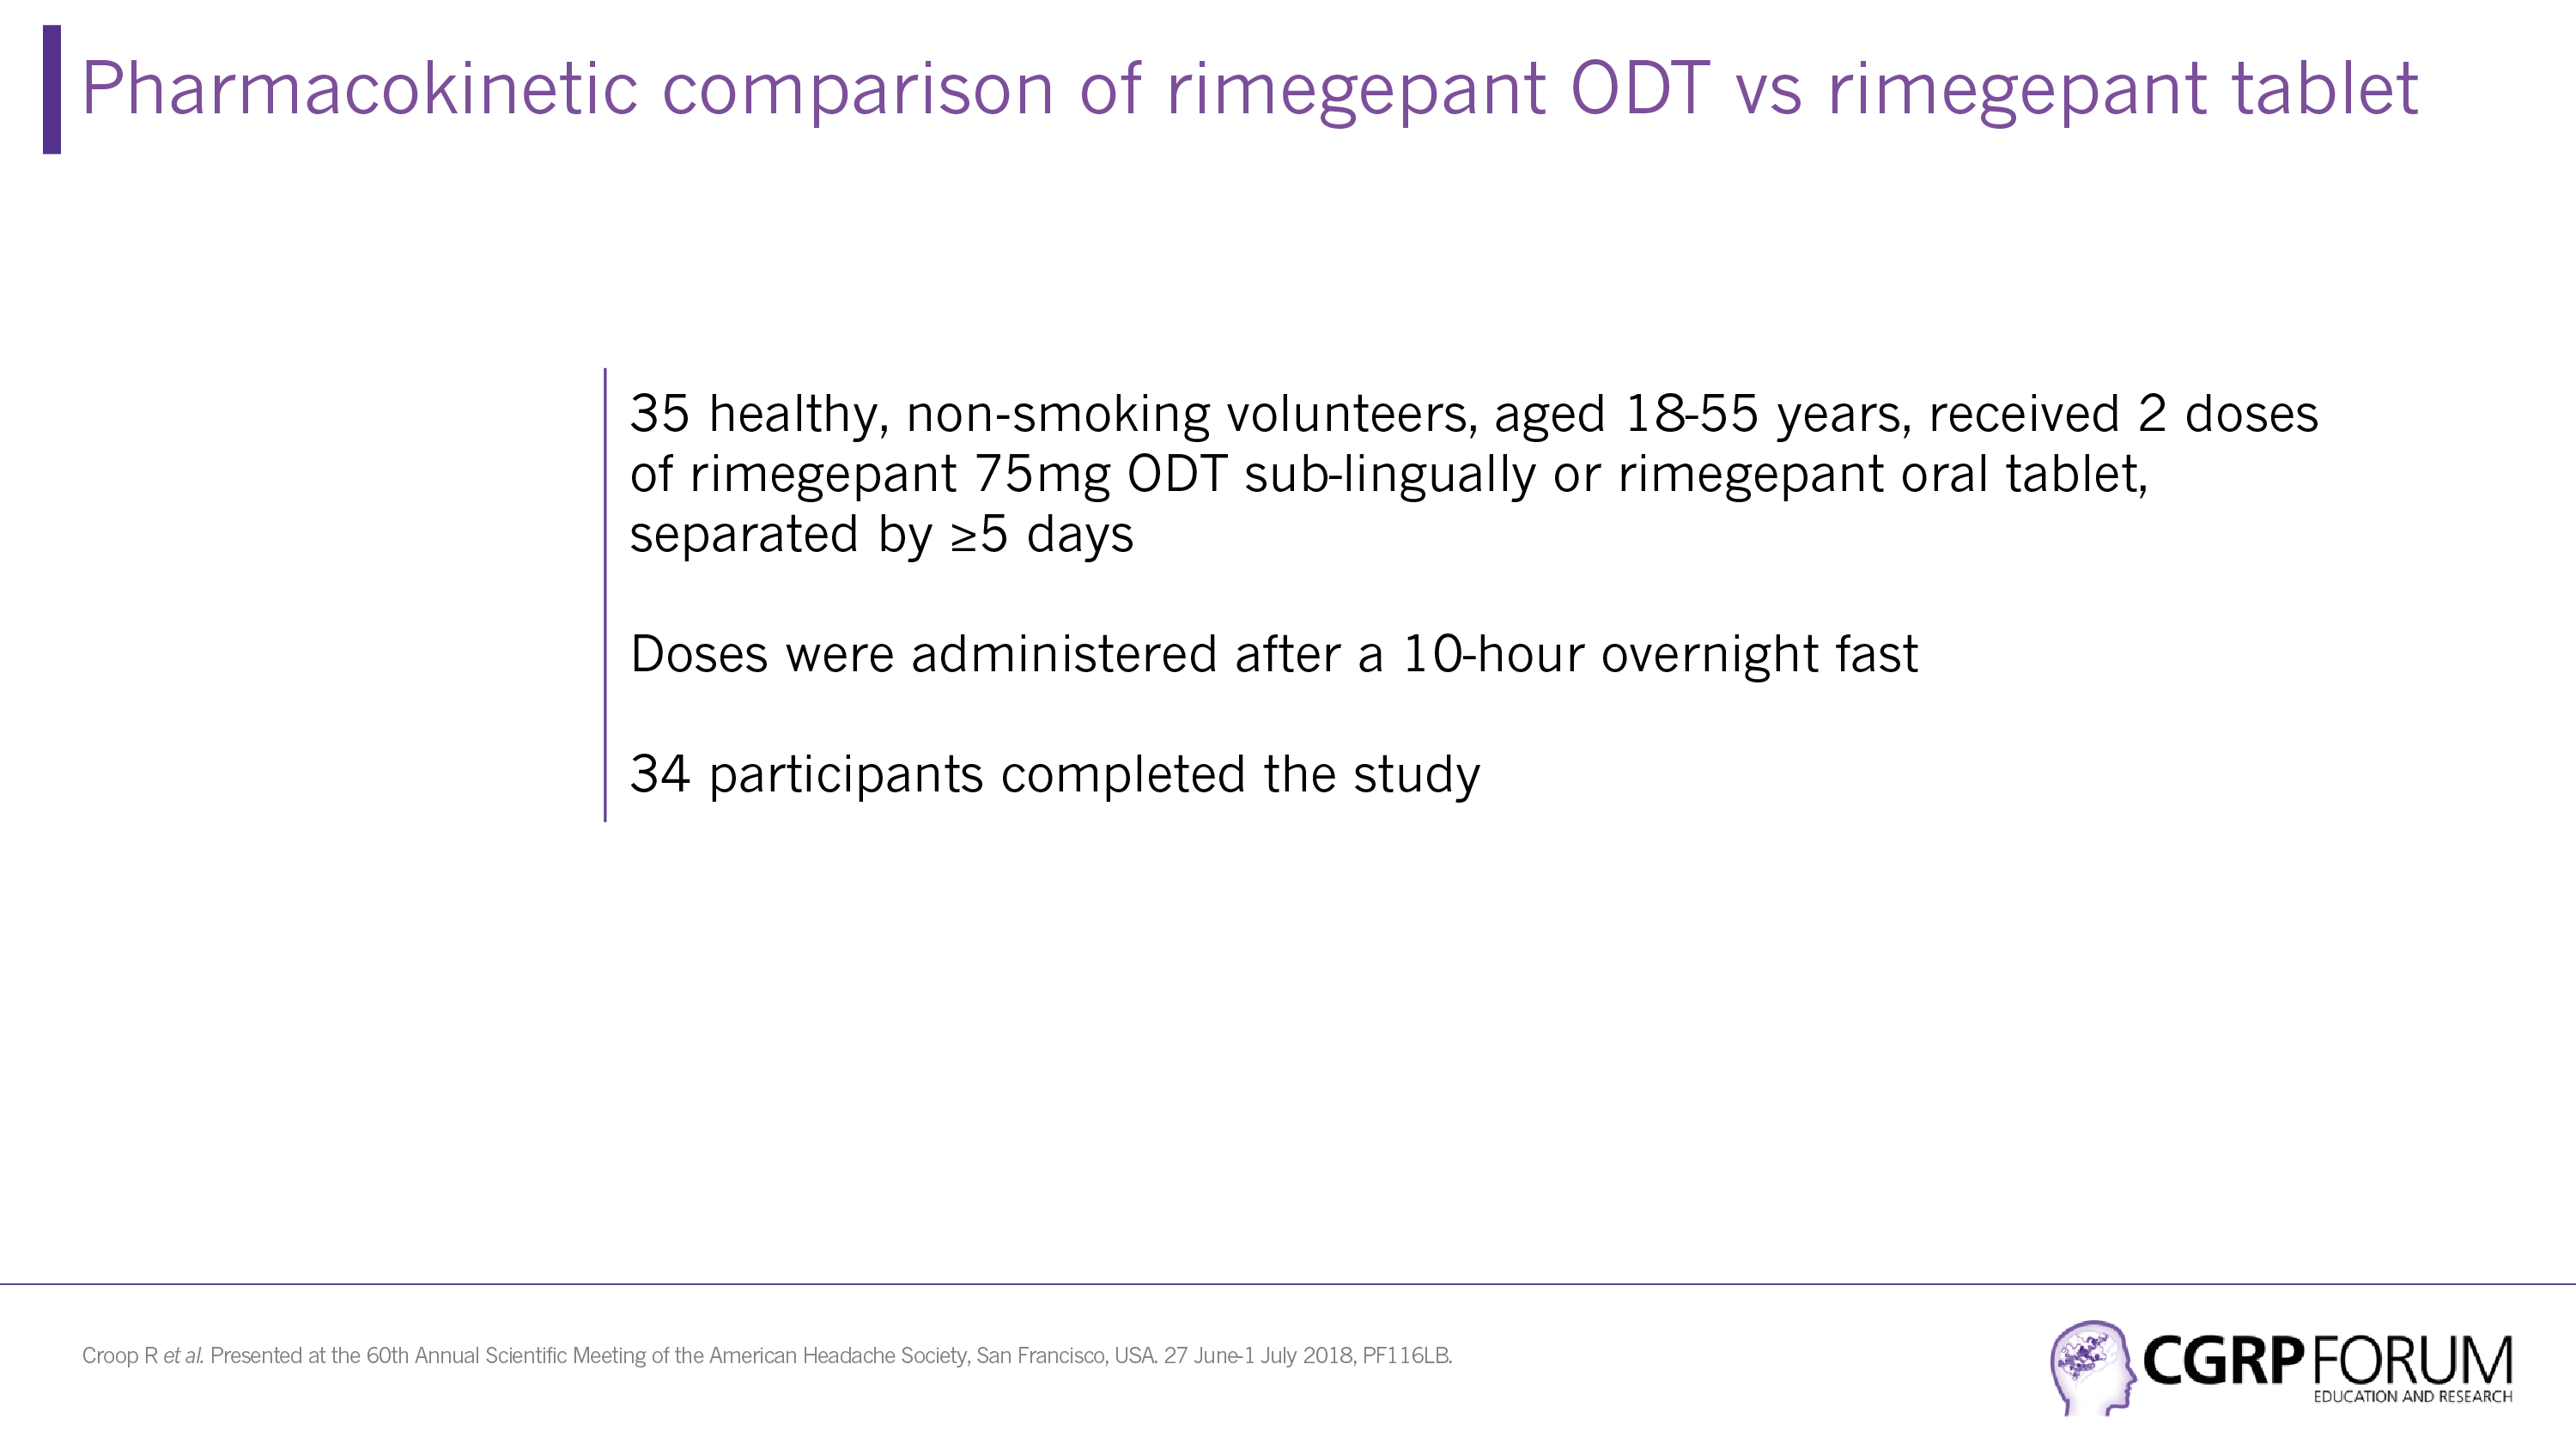 Pharmacokinetic comparison of rimegepant ODT vs rimegepant tablet
35 healthy, non-smoking volunteers, aged 18-55 years, received 2 doses
of rimegepant 75mg ODT sub-lingually or rimegepant oral tablet,
separated by ≥5 days
Doses were administered after a 10-hour overnight fast
34 participants completed the study
Croop R et al. Presented at the 60th Annual Scientific Meeting of the American Headache Society, San Francisco, USA. 27 June-1 July 2018, PF116LB.
CGRP FORUM
EDUCATION AND RESEARCH